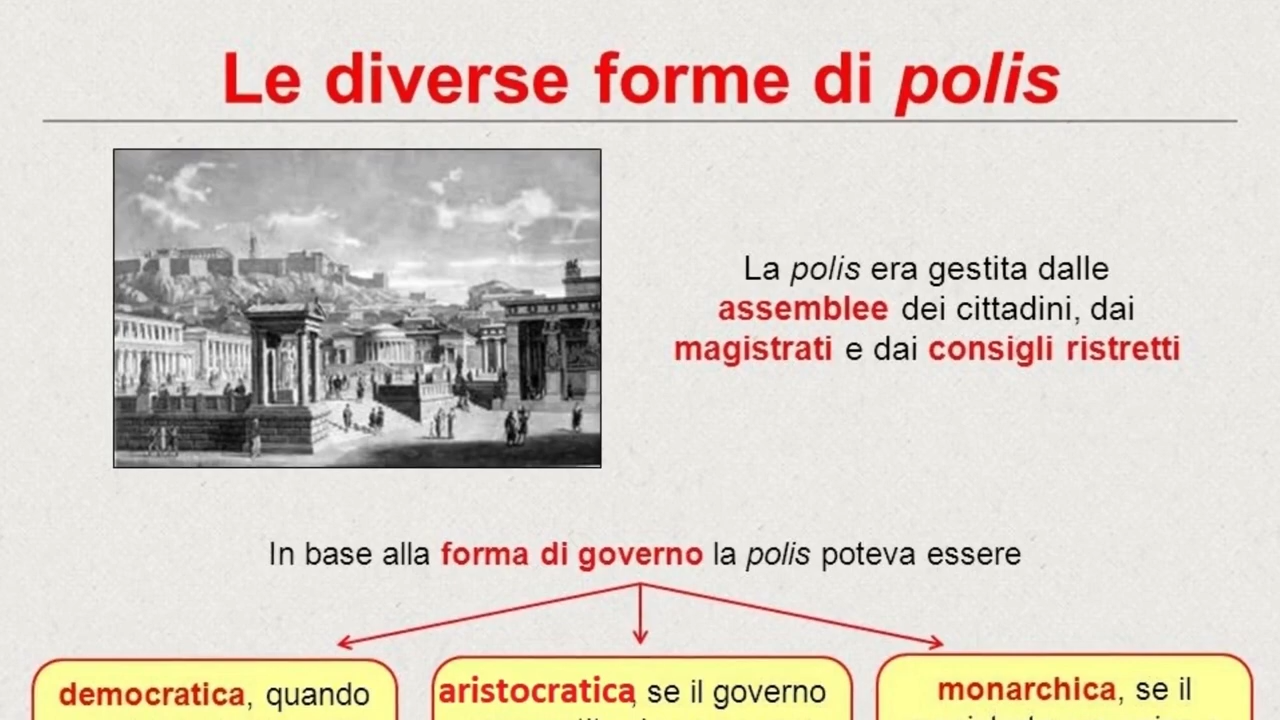 Le diverse forme di polis
La polis era gestita dalle
assemblee dei cittadini, dai
magistrati e dai consigli ristretti
In base alla forma di governo la polis poteva essere
democratica, quando
aristocratica, se il governo
monarchica, se il